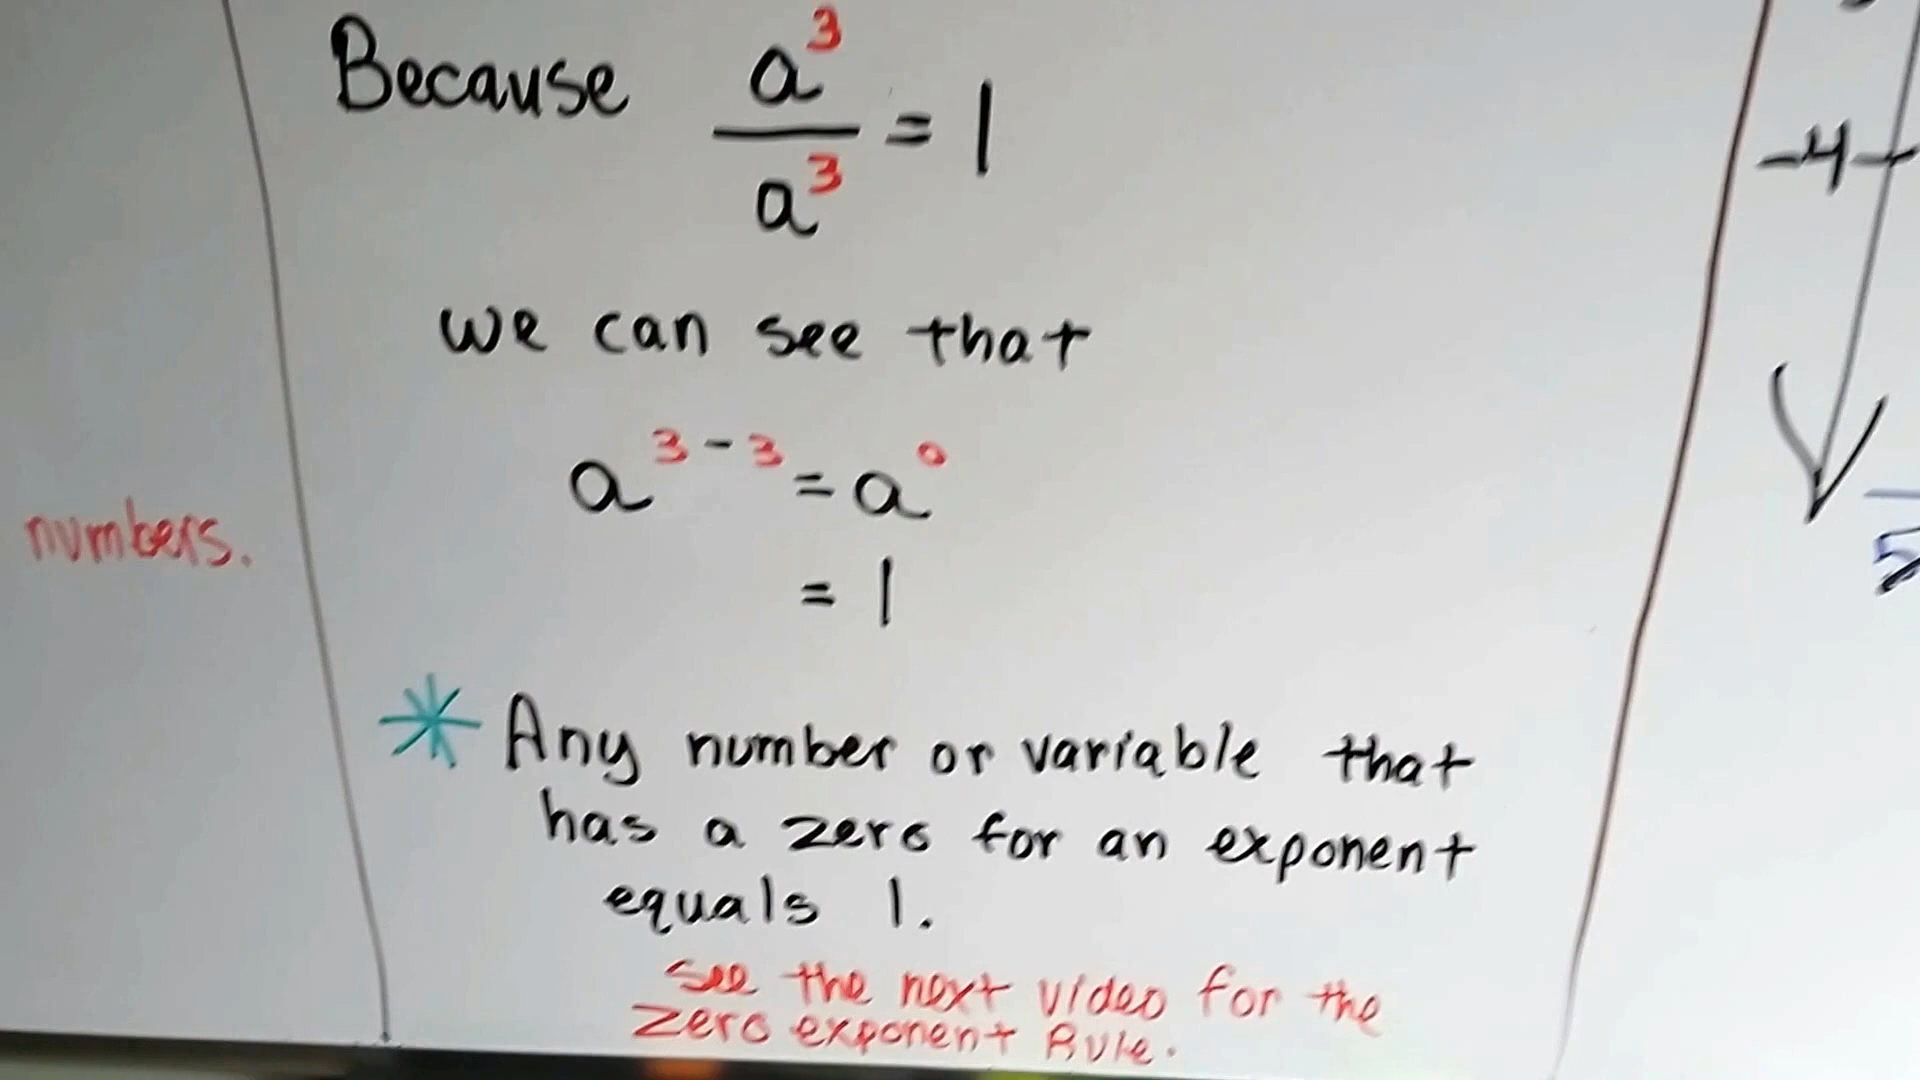 Because a³/a³ = 1
we can see that
a³⁻³ = a⁰
= 1
numbers.
* Any number or variable that
has a zero for an exponent
equals 1.
See the next video for the
zero exponent Rule.
-4
5